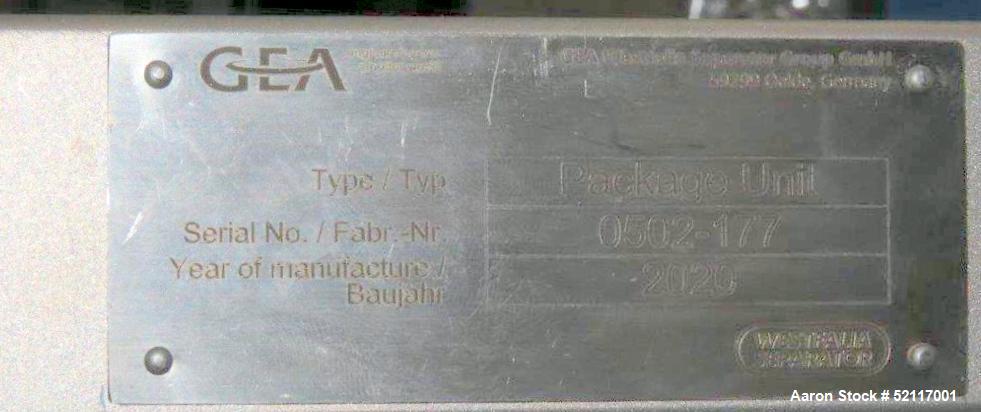 GEA
GEA Westfalia Separator Group GmbH
59302 Oelde, Germany
Type / Typ
Package Unit
Serial No. / Fabr.-Nr.
0502-177
Year of manufacture /
Baujahr
2020
WESTFALIA
SEPARATOR
Aaron Stock # 52117001